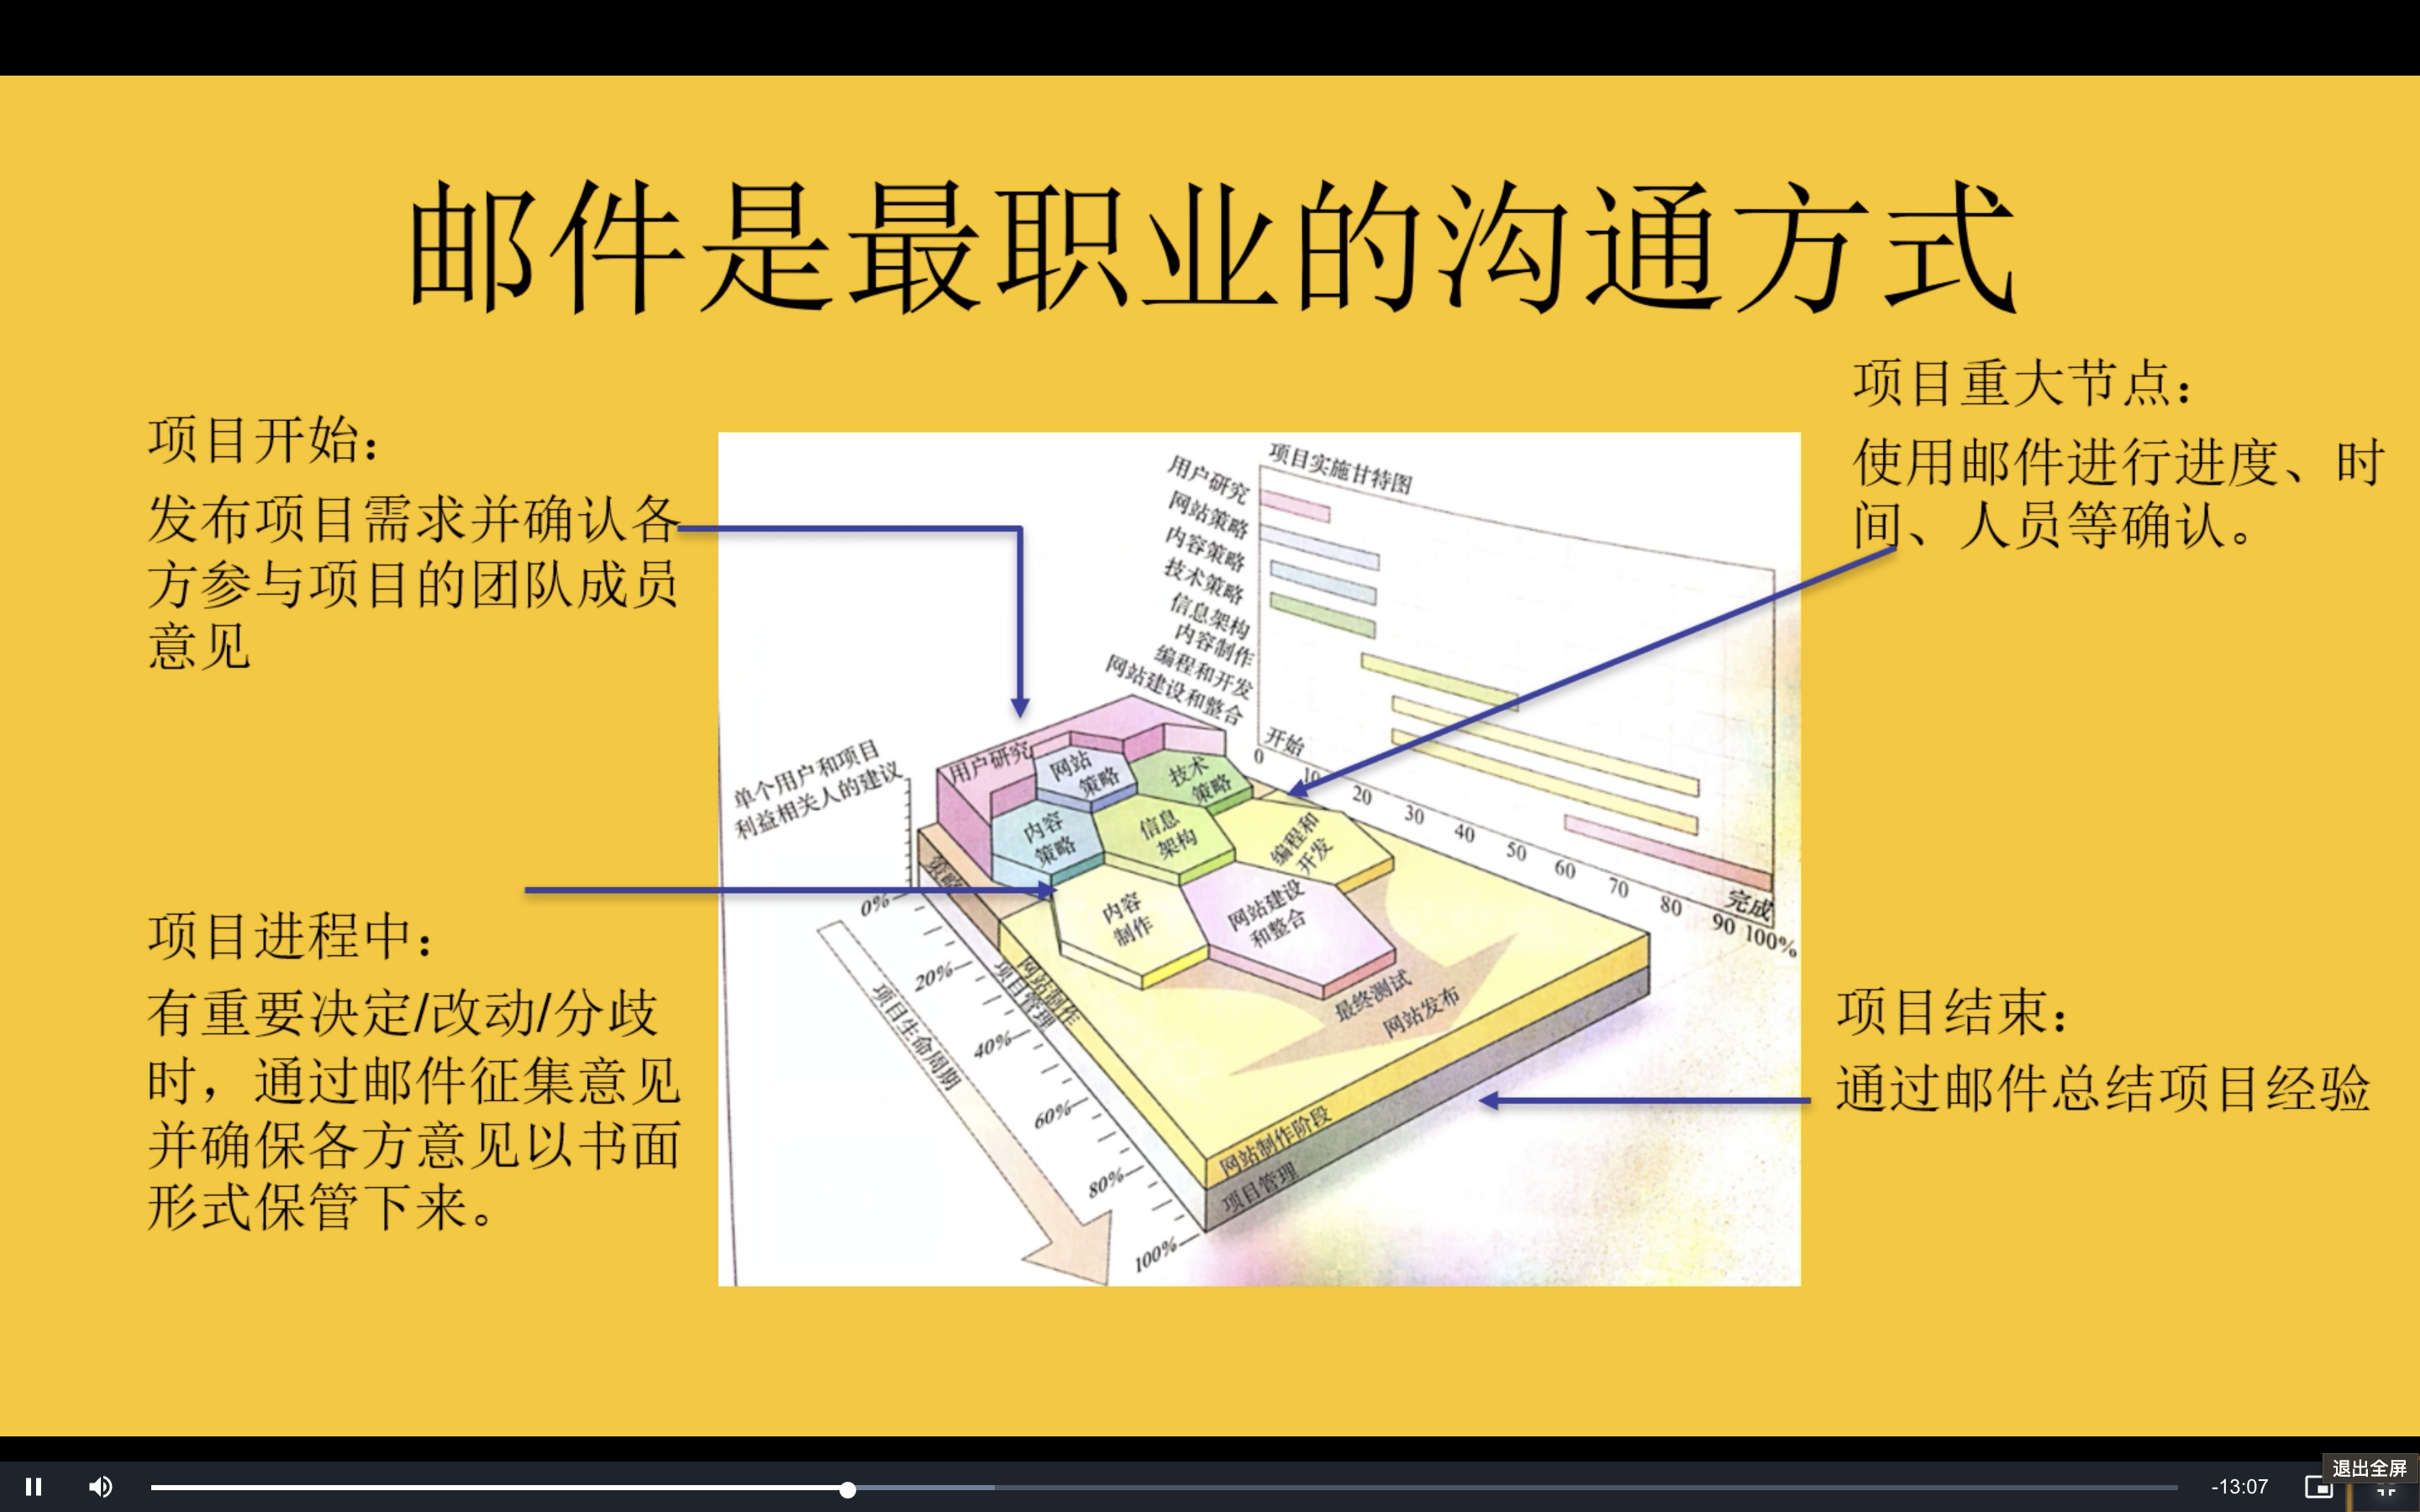 邮件是最职业的沟通方式
项目开始：
发布项目需求并确认各
方参与项目的团队成员
意见
项目进程中：
有重要决定/改动/分歧
时，通过邮件征集意见
并确保各方意见以书面
形式保管下来。
项目重大节点：
使用邮件进行进度、时
间、人员等确认。
项目结束：
通过邮件总结项目经验
项目实施甘特图
用户研究
网站策略
内容策略
技术策略
信息架构
内容制作
编程和开发
网站建设和整合
开始
0
10
20
30
40
50
60
70
80
90
100%
完成
单个用户和项目
利益相关人的建议
用户研究
网站
策略
技术
策略
内容
策略
信息
架构
编程和
开发
内容
制作
网站建设
和整合
最终测试
网站发布
策略
网站制作
项目管理
网站制作阶段
项目管理
项目生命周期
0%
20%
40%
60%
80%
100%
-13:07
退出全屏